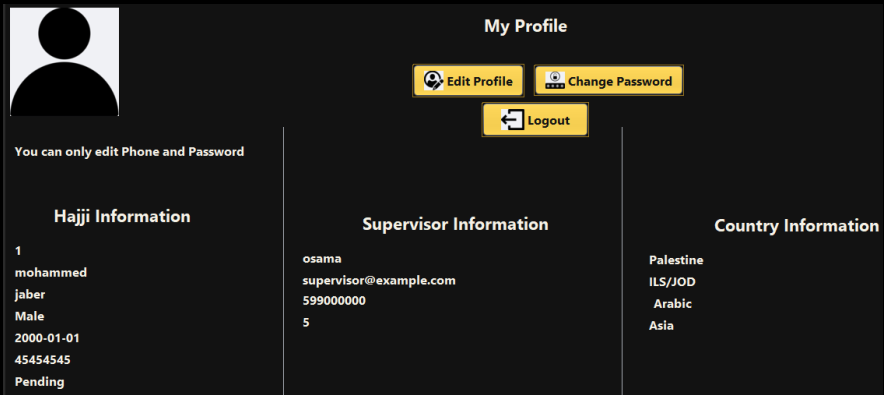 My Profile
Edit Profile
Change Password
Logout
You can only edit Phone and Password
Hajji Information
1
mohammed
jaber
Male
2000-01-01
45454545
Pending
Supervisor Information
osama
supervisor@example.com
599000000
5
Country Information
Palestine
ILS/JOD
Arabic
Asia